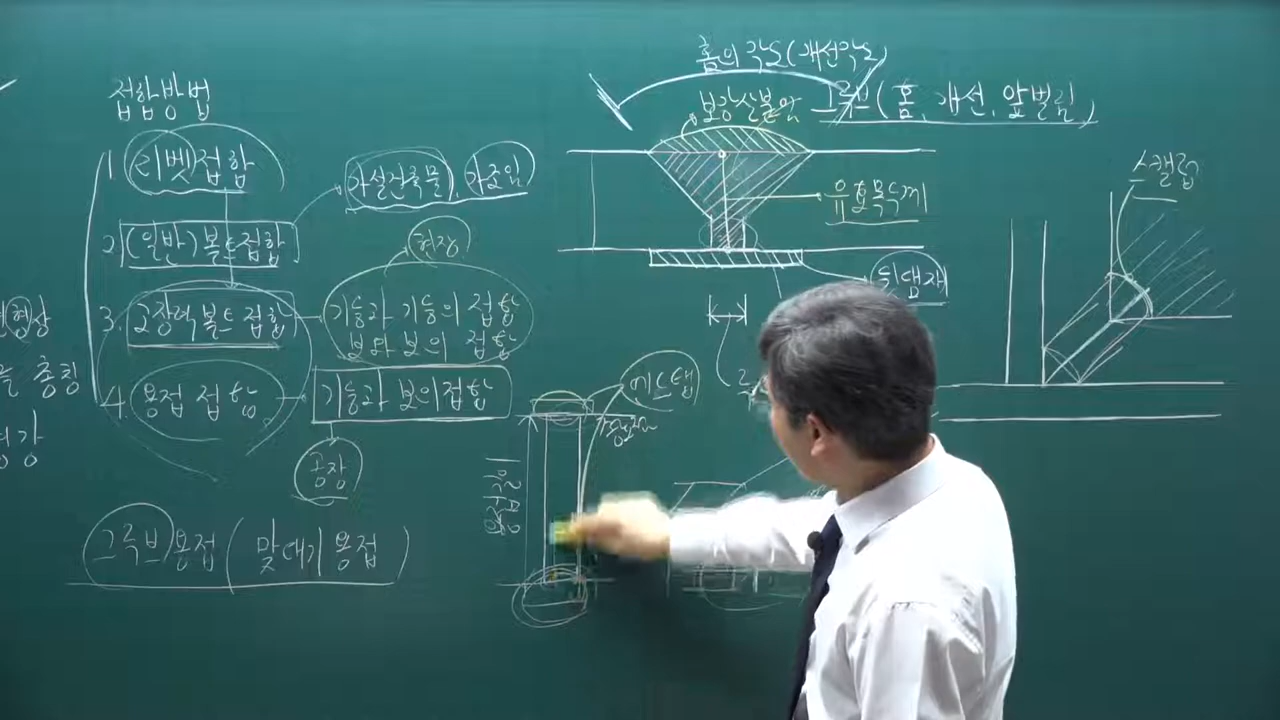 접합방법
1. 리벳접합
2. (일반)볼트접합
가설건축물, 가조임
3. 고장력 볼트 접합
현장
기둥과 기둥의 접합
보와 보의 접합
4. 용접 접합
기둥과 보의 접합
공장
그루브용접(맞대기 용접)
홈의 각도(개선각도)
보강살붙임
그루브(홈, 개선, 앞벌림)
유효목두께
뒷댐재
엔드탭
스캘럽